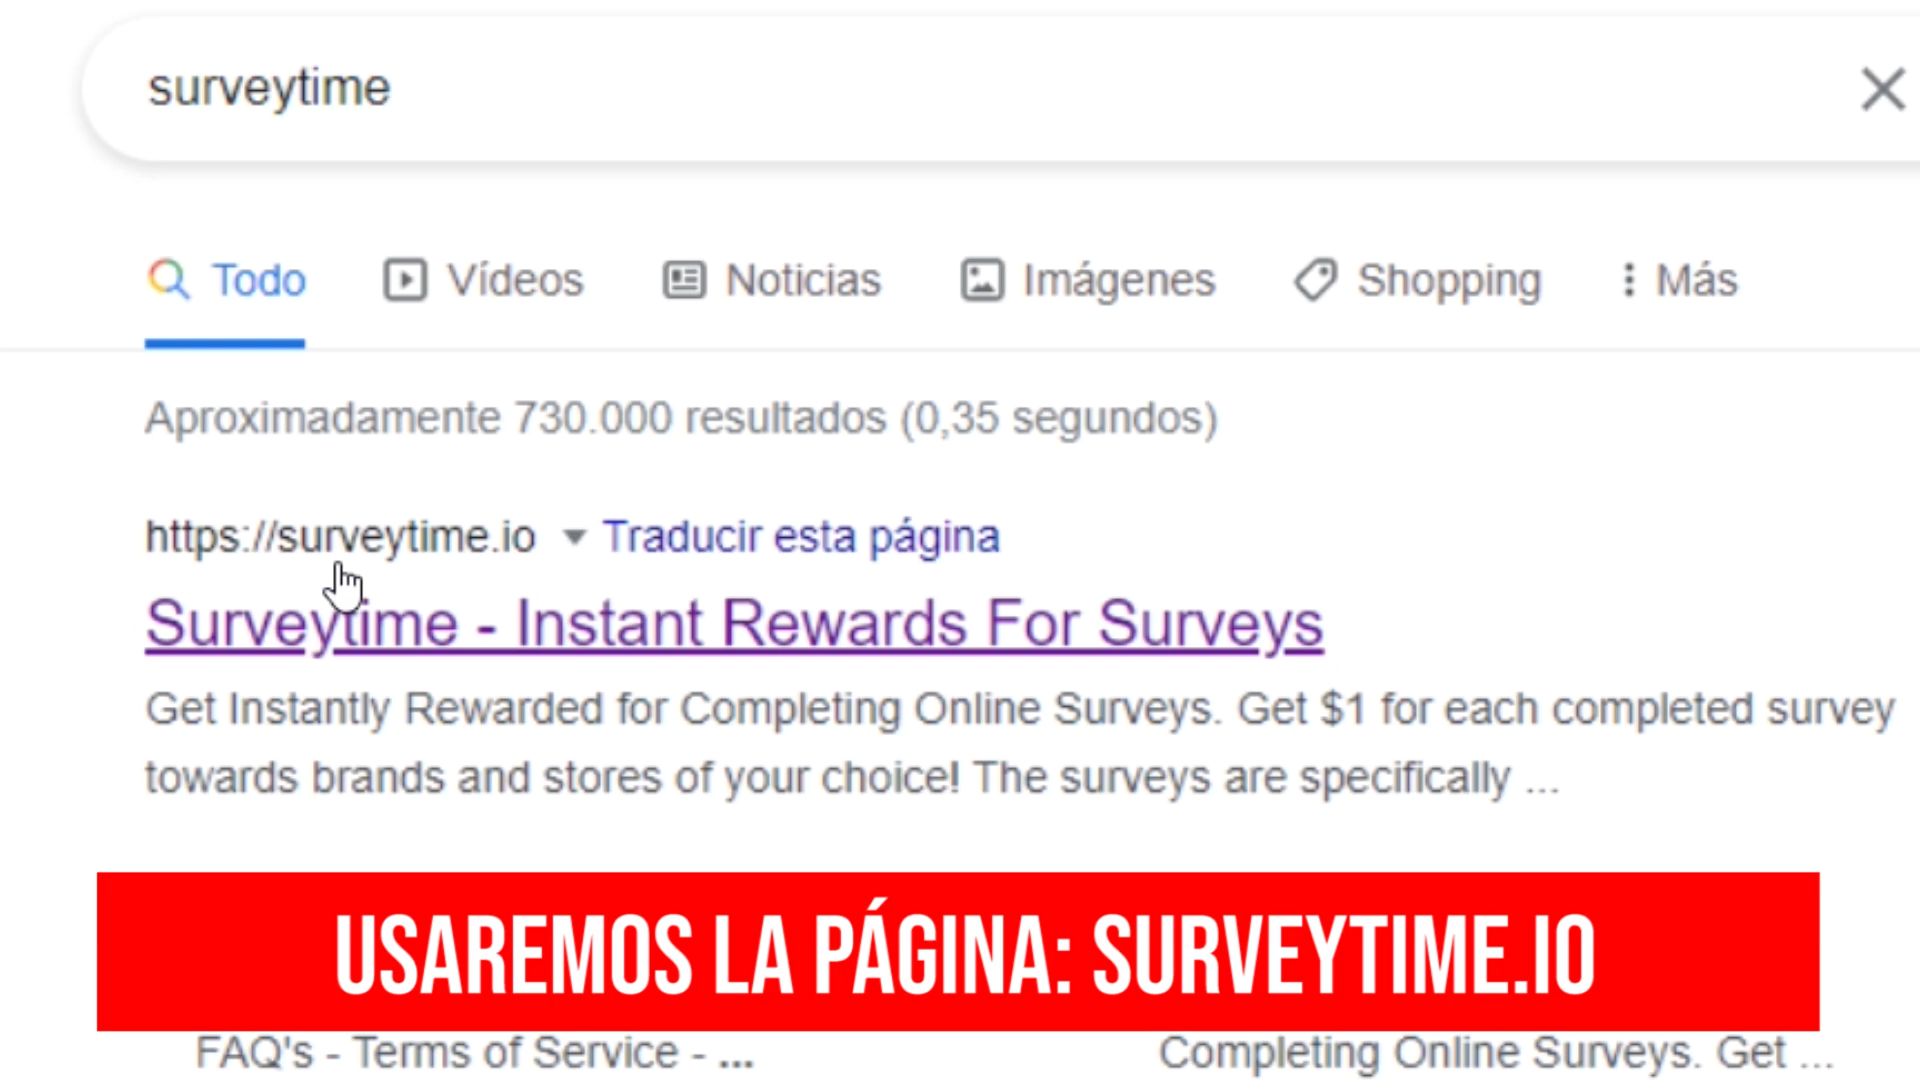 surveytime
Todo Vídeos Noticias Imágenes Shopping Más
Aproximadamente 730.000 resultados (0,35 segundos)
https://surveytime.io Traducir esta página
Surveytime - Instant Rewards For Surveys
Get Instantly Rewarded for Completing Online Surveys. Get $1 for each completed survey
towards brands and stores of your choice! The surveys are specifically ...
USAREMOS LA PÁGINA: SURVEYTIME.IO
FAQ's - Terms of Service - ... Completing Online Surveys. Get ...